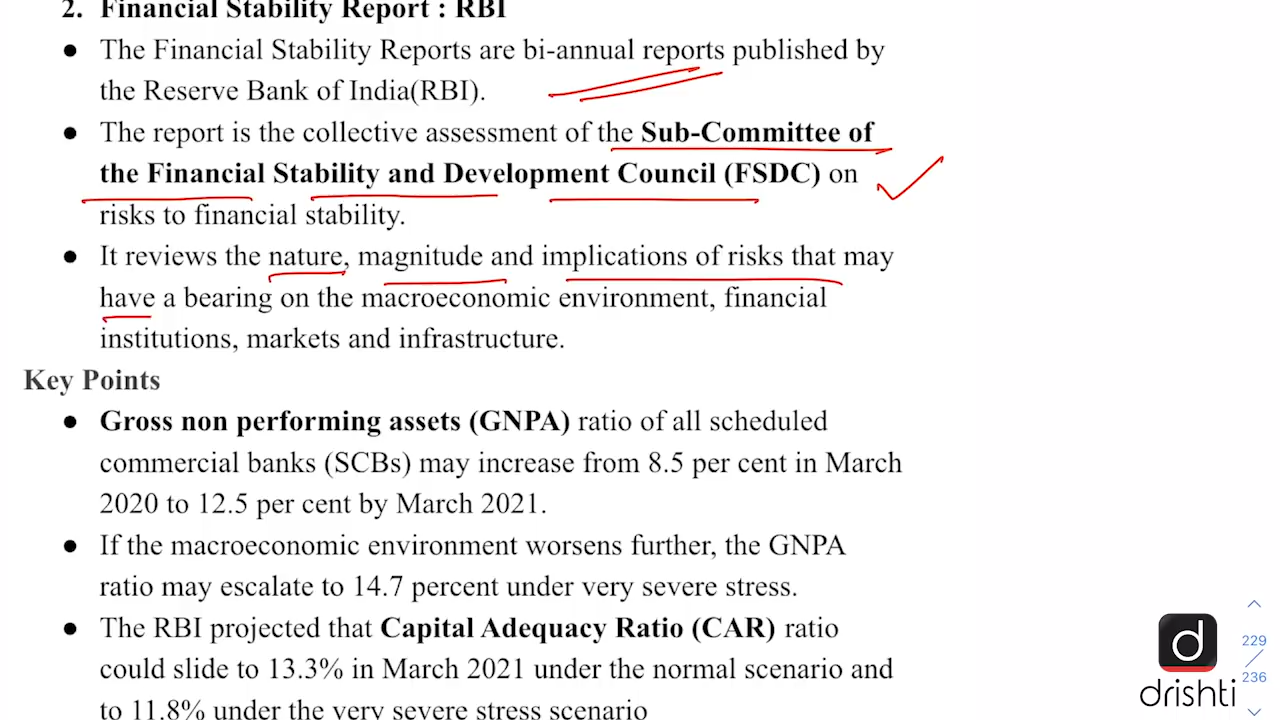 2. Financial Stability Report : RBI
● The Financial Stability Reports are bi-annual reports published by
the Reserve Bank of India(RBI).
● The report is the collective assessment of the Sub-Committee of
the Financial Stability and Development Council (FSDC) on
risks to financial stability.
● It reviews the nature, magnitude and implications of risks that may
have a bearing on the macroeconomic environment, financial
institutions, markets and infrastructure.
Key Points
● Gross non performing assets (GNPA) ratio of all scheduled
commercial banks (SCBs) may increase from 8.5 per cent in March
2020 to 12.5 per cent by March 2021.
● If the macroeconomic environment worsens further, the GNPA
ratio may escalate to 14.7 percent under very severe stress.
● The RBI projected that Capital Adequacy Ratio (CAR) ratio
could slide to 13.3% in March 2021 under the normal scenario and
to 11.8% under the very severe stress scenario
229
236
d
drishti